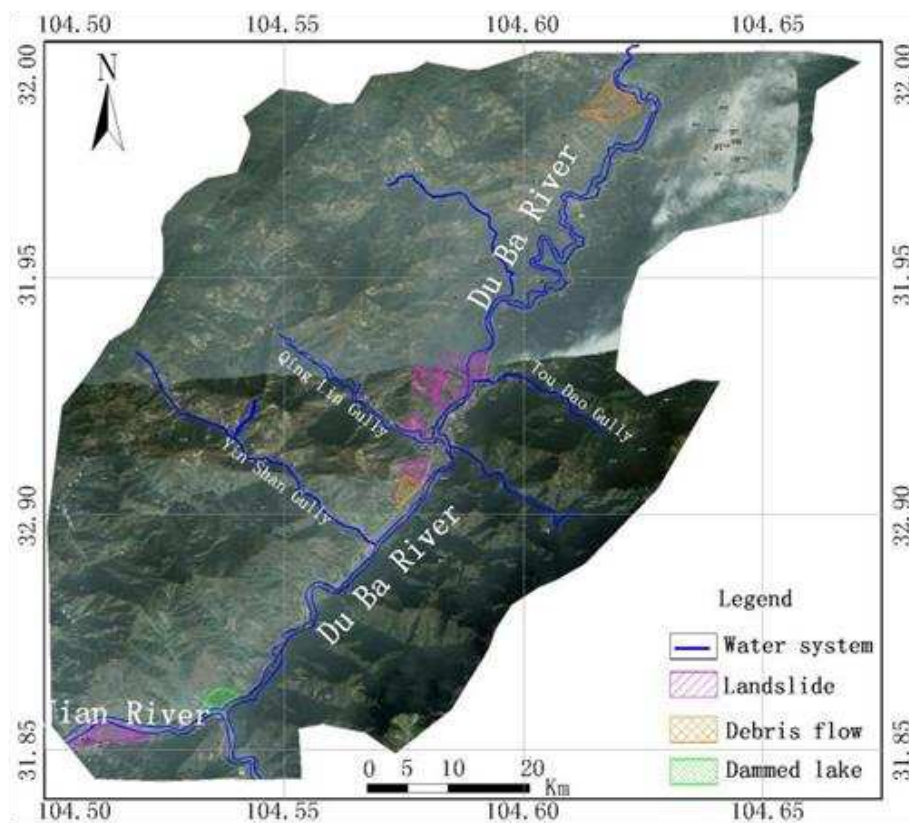 104.50 104.55 104.60 104.65
32.00
32.00
N
Du Ba River
31.95
31.95
Qing Lin Gully
Tou Dao Gully
Yin Shan Gully
32.90
32.90
Du Ba River
Legend
Water system
Landslide
Debris flow
Dammed lake
Jian River
31.85
31.85
0 5 10 20
Km
104.50 104.55 104.60 104.65